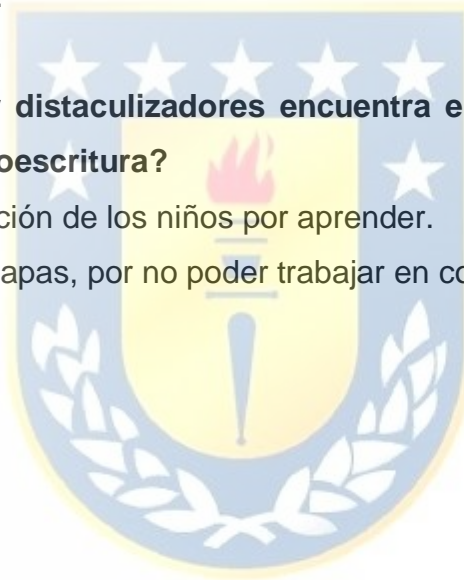 distaculizadores encuentra e
oescritura?
ción de los niños por aprender.
apas, por no poder trabajar en co